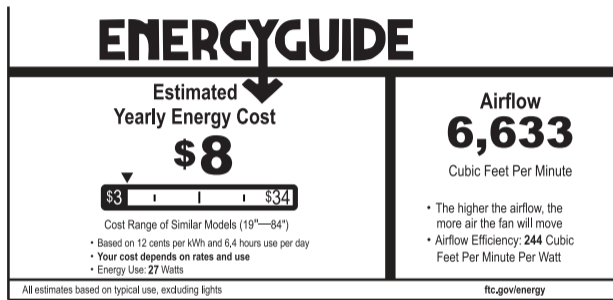 ENERGYGUIDE
Estimated
Yearly Energy Cost
$8
$3 $34
Cost Range of Similar Models (19"—84")
• Based on 12 cents per kWh and 6,4 hours use per day
• Your cost depends on rates and use
• Energy Use: 27 Watts
Airflow
6,633
Cubic Feet Per Minute
• The higher the airflow, the
more air the fan will move
• Airflow Efficiency: 244 Cubic
Feet Per Minute Per Watt
All estimates based on typical use, excluding lights
ftc.gov/energy